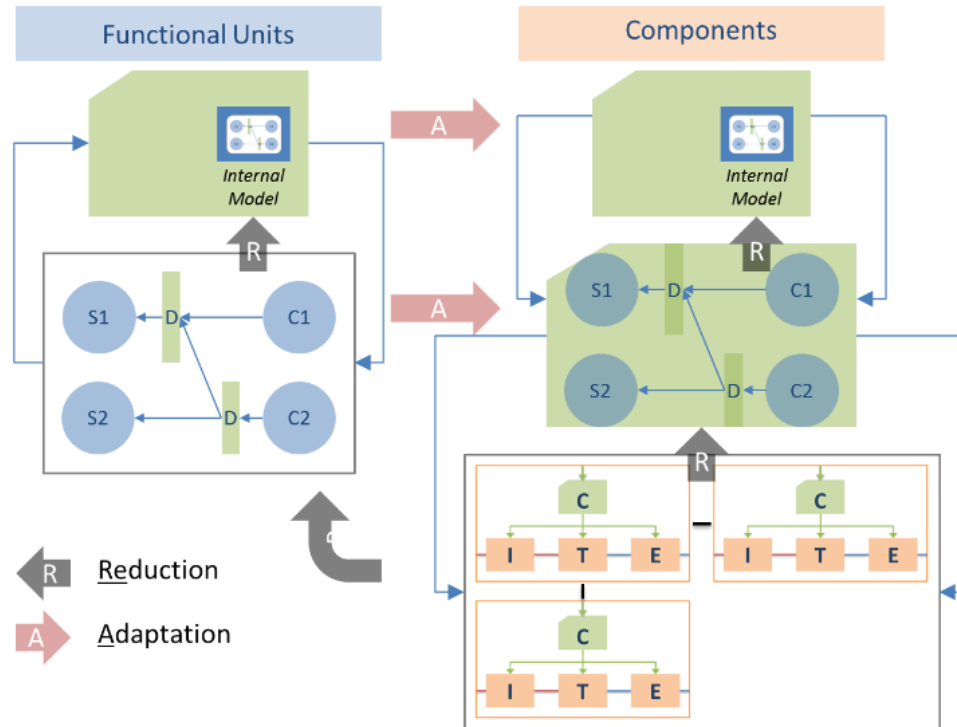 Functional Units
Components
A
Internal
Model
Internal
Model
R
R
A
S1
D
C1
S2
D
C2
S1
D
C1
S2
D
C2
R
C
I
T
E
C
I
T
E
C
I
T
E
R
Reduction
A
Adaptation